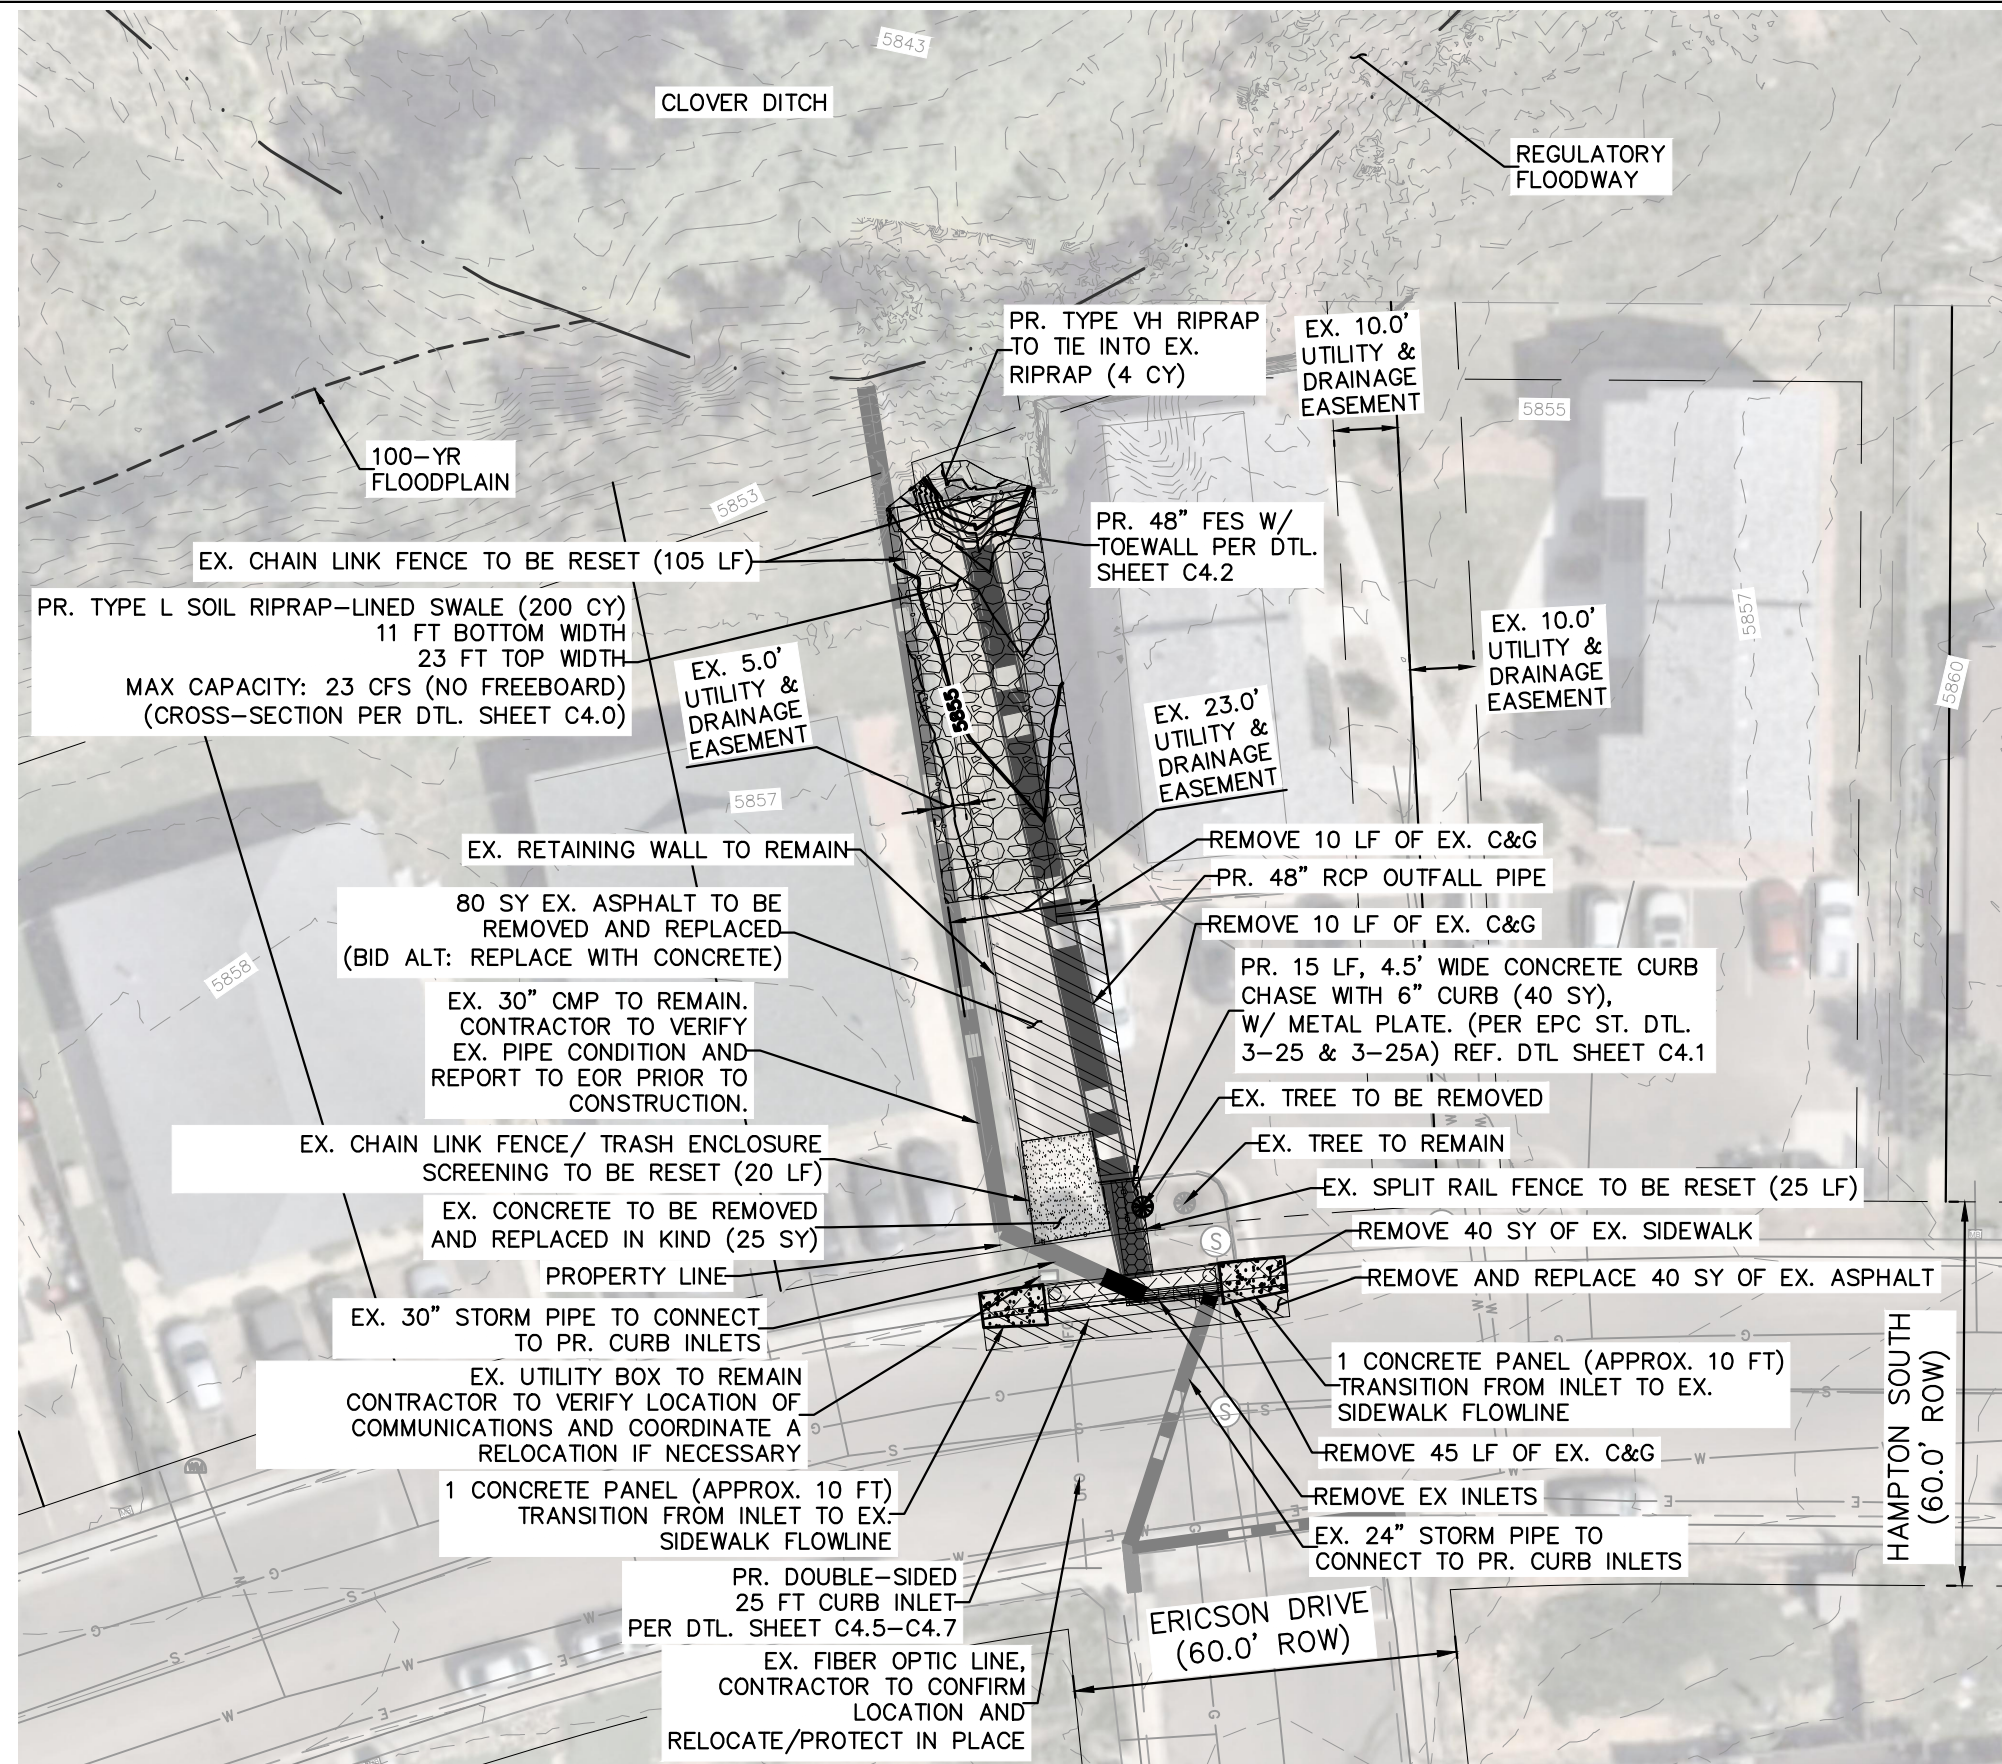 5843
CLOVER DITCH
REGULATORY
FLOODWAY
PR. TYPE VH RIPRAP
TO TIE INTO EX.
RIPRAP (4 CY)
EX. 10.0'
UTILITY &
DRAINAGE
EASEMENT
5855
100-YR
FLOODPLAIN
5853
PR. 48" FES W/
TOEWALL PER DTL.
SHEET C4.2
EX. CHAIN LINK FENCE TO BE RESET (105 LF)
PR. TYPE L SOIL RIPRAP-LINED SWALE (200 CY)
11 FT BOTTOM WIDTH
23 FT TOP WIDTH
MAX CAPACITY: 23 CFS (NO FREEBOARD)
(CROSS-SECTION PER DTL. SHEET C4.0)
EX. 5.0'
UTILITY &
DRAINAGE
EASEMENT
5855
EX. 23.0'
UTILITY &
DRAINAGE
EASEMENT
EX. 10.0'
UTILITY &
DRAINAGE
EASEMENT
5857
5860
5857
EX. RETAINING WALL TO REMAIN
REMOVE 10 LF OF EX. C&G
PR. 48" RCP OUTFALL PIPE
80 SY EX. ASPHALT TO BE
REMOVED AND REPLACED
(BID ALT: REPLACE WITH CONCRETE)
REMOVE 10 LF OF EX. C&G
5858
PR. 15 LF, 4.5' WIDE CONCRETE CURB
CHASE WITH 6" CURB (40 SY),
W/ METAL PLATE. (PER EPC ST. DTL.
3-25 & 3-25A) REF. DTL SHEET C4.1
EX. 30" CMP TO REMAIN.
CONTRACTOR TO VERIFY
EX. PIPE CONDITION AND
REPORT TO EOR PRIOR TO
CONSTRUCTION.
EX. TREE TO BE REMOVED
EX. TREE TO REMAIN
EX. CHAIN LINK FENCE/ TRASH ENCLOSURE
SCREENING TO BE RESET (20 LF)
EX. SPLIT RAIL FENCE TO BE RESET (25 LF)
EX. CONCRETE TO BE REMOVED
AND REPLACED IN KIND (25 SY)
REMOVE 40 SY OF EX. SIDEWALK
S
PROPERTY LINE
REMOVE AND REPLACE 40 SY OF EX. ASPHALT
EX. 30" STORM PIPE TO CONNECT
TO PR. CURB INLETS
1 CONCRETE PANEL (APPROX. 10 FT)
TRANSITION FROM INLET TO EX.
SIDEWALK FLOWLINE
EX. UTILITY BOX TO REMAIN
CONTRACTOR TO VERIFY LOCATION OF
COMMUNICATIONS AND COORDINATE A
RELOCATION IF NECESSARY
S
REMOVE 45 LF OF EX. C&G
HAMPTON SOUTH
(60.0' ROW)
1 CONCRETE PANEL (APPROX. 10 FT)
TRANSITION FROM INLET TO EX.
SIDEWALK FLOWLINE
REMOVE EX INLETS
EX. 24" STORM PIPE TO
CONNECT TO PR. CURB INLETS
PR. DOUBLE-SIDED
25 FT CURB INLET
PER DTL. SHEET C4.5-C4.7
ERICSON DRIVE
(60.0' ROW)
EX. FIBER OPTIC LINE,
CONTRACTOR TO CONFIRM
LOCATION AND
RELOCATE/PROTECT IN PLACE